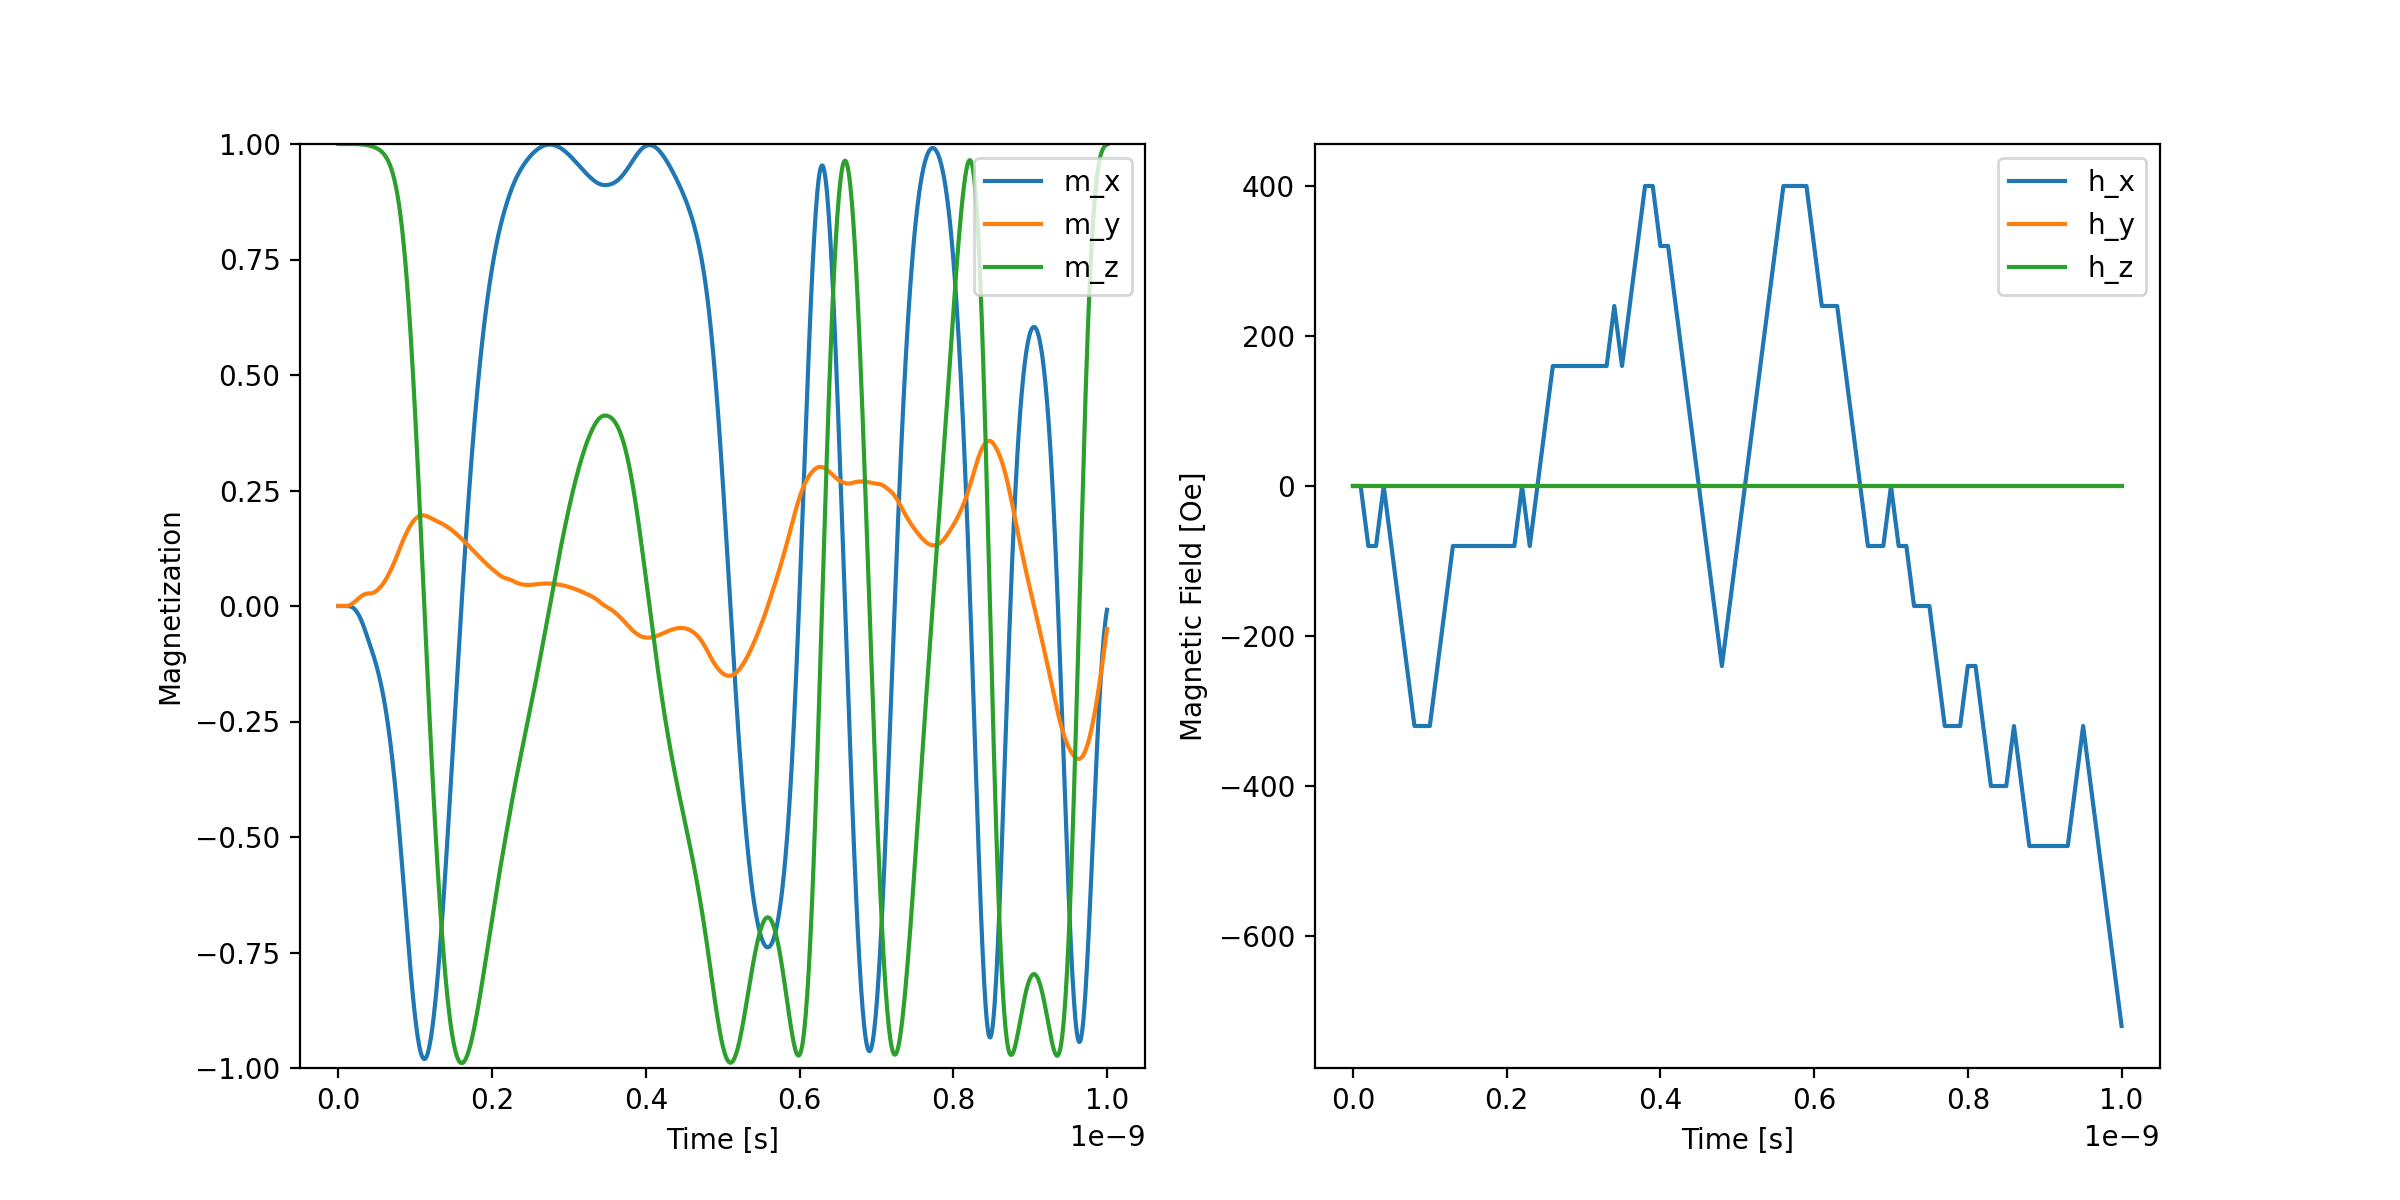 1.00
0.75
0.50
0.25
0.00
−0.25
−0.50
−0.75
−1.00
Magnetization
0.0 0.2 0.4 0.6 0.8 1.0
Time [s]
1e−9
m_x
m_y
m_z
400
200
0
−200
−400
−600
Magnetic Field [Oe]
0.0 0.2 0.4 0.6 0.8 1.0
Time [s]
1e−9
h_x
h_y
h_z